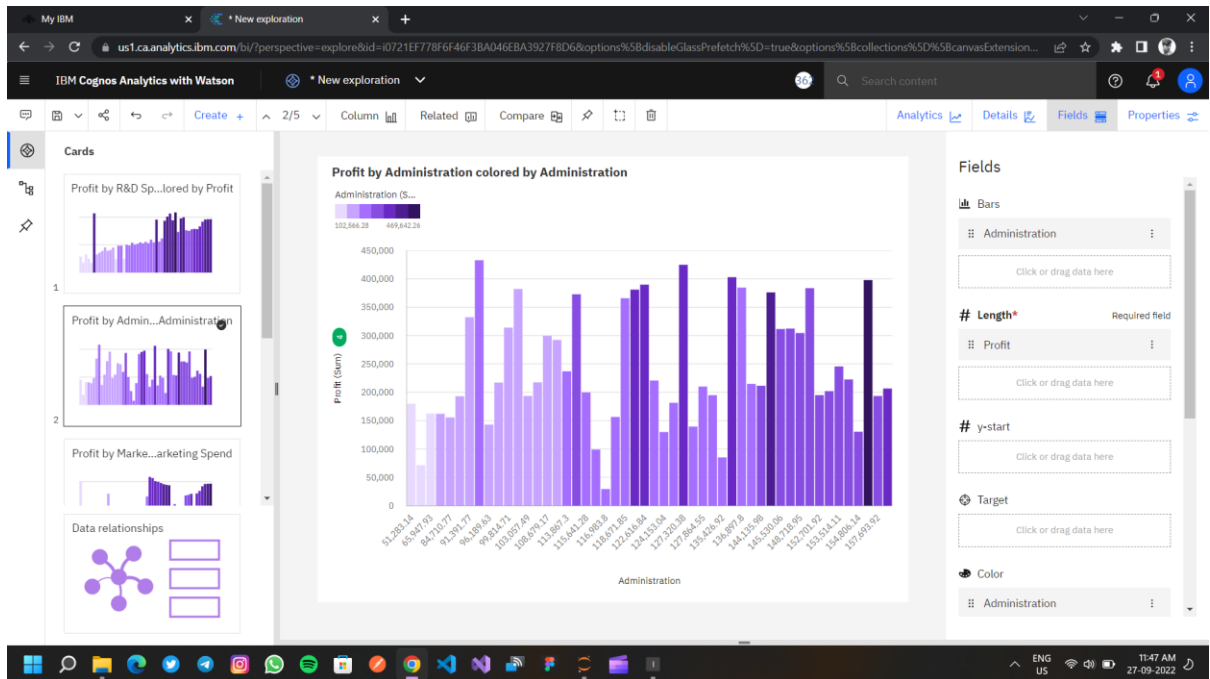 My IBM
* New exploration
us1.ca.analytics.ibm.com/bi/?perspective=explore&id=i0721EF778F6F46F3BA046EBA3927F8D6&options%5BdisableGlassPrefetch%5D=true&options%5Bcollections%5D%5BcanvasExtension...
IBM Cognos Analytics with Watson
* New exploration
362
Search content
1
Create +
2/5
Column
Related
Compare
Analytics
Details
Fields
Properties
Cards
Profit by R&D Sp...lored by Profit
1
Profit by Admin...Administration
2
Profit by Marke...arketing Spend
Data relationships
Profit by Administration colored by Administration
Administration (S...
102,566.28 469,642.26
450,000
400,000
350,000
300,000
250,000
200,000
150,000
100,000
50,000
0
4
Profit (Sum)
51,283.14
65,947.93
84,710.77
91,391.77
96,189.63
99,814.71
103,057.49
108,679.17
113,867.3
115,641.28
116,983.8
118,671.85
122,616.84
124,153.04
127,320.38
127,864.55
135,426.92
136,897.8
144,135.98
145,530.06
148,718.95
152,701.92
153,514.11
154,806.14
157,693.92
Administration
Fields
Bars
Administration
Click or drag data here
# Length*
Required field
Profit
Click or drag data here
# y-start
Click or drag data here
Target
Click or drag data here
Color
Administration
ENG
US
11:47 AM
27-09-2022